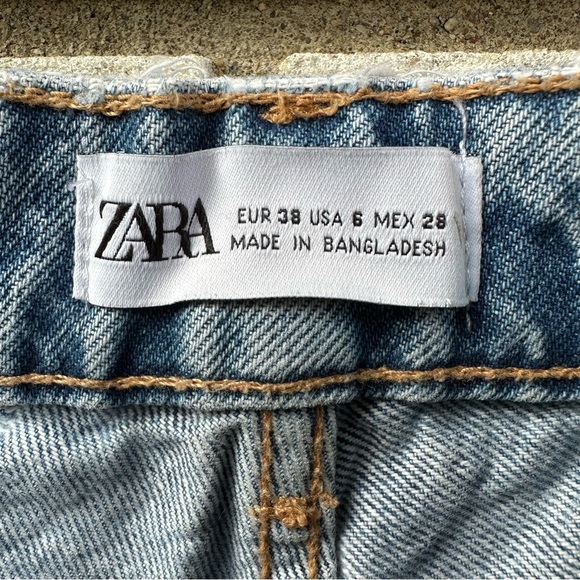 ZARA
EUR 38 USA 6 MEX 28
MADE IN BANGLADESH